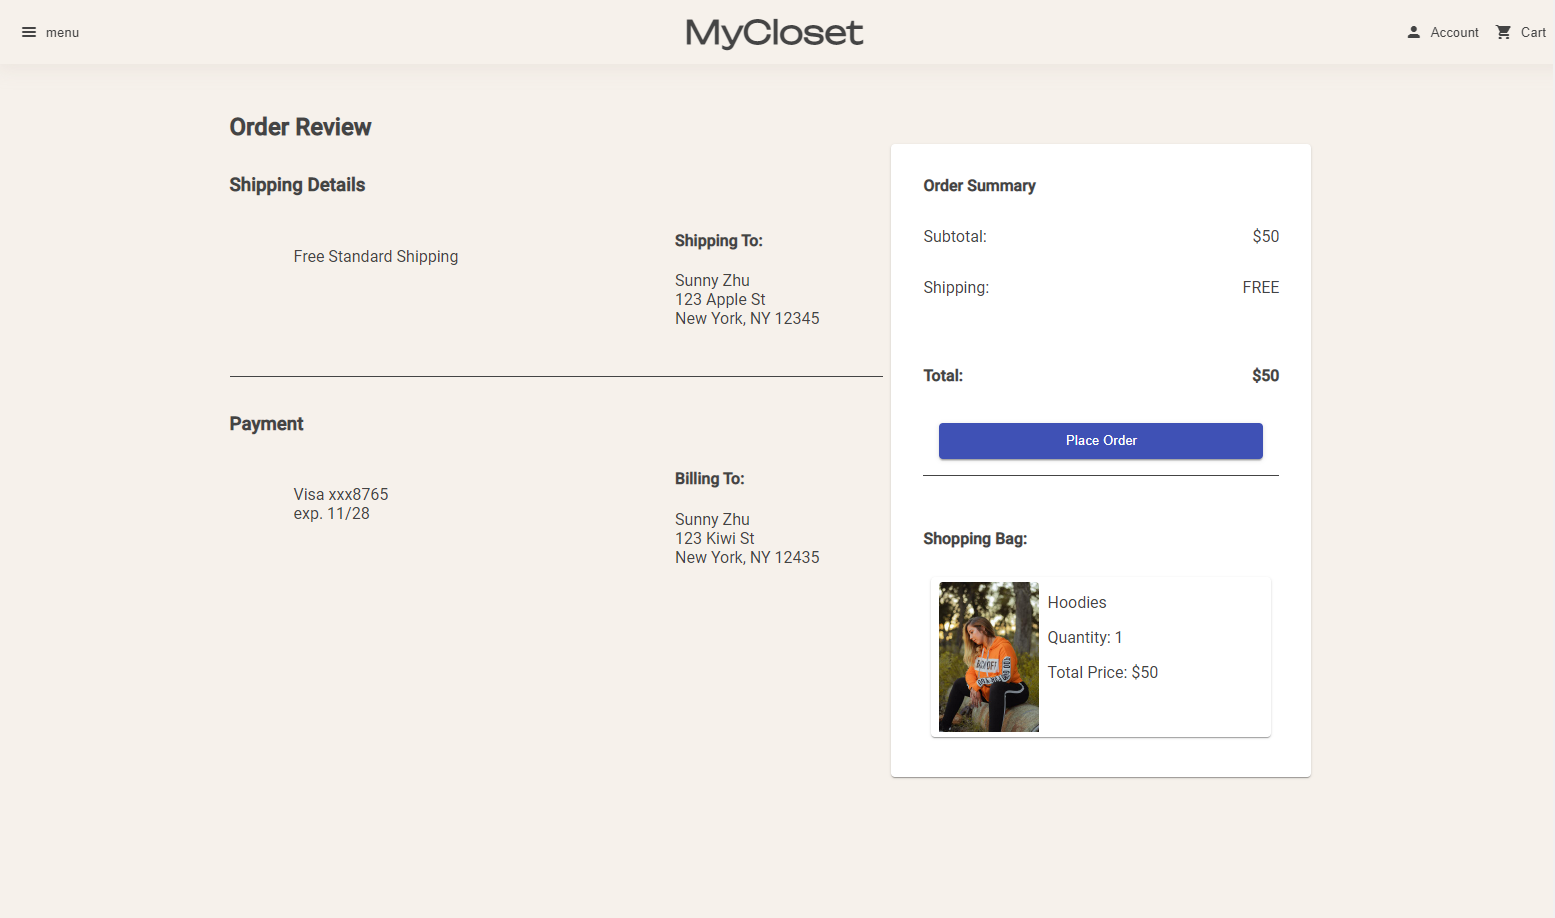 menu
MyCloset
Account
Cart
Order Review
Shipping Details
Free Standard Shipping
Shipping To:
Sunny Zhu
123 Apple St
New York, NY 12345
Payment
Visa xxx8765
exp. 11/28
Billing To:
Sunny Zhu
123 Kiwi St
New York, NY 12435
Order Summary
Subtotal: $50
Shipping: FREE
Total: $50
Place Order
Shopping Bag:
Hoodies
Quantity: 1
Total Price: $50